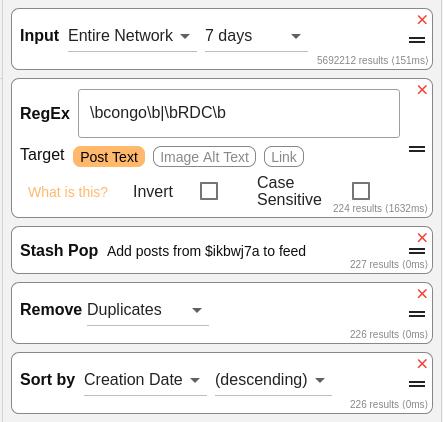 Input Entire Network 7 days
5692212 results (151ms)
RegEx \bcongo\b|\bRDC\b
Target Post Text Image Alt Text Link
What is this? Invert Case Sensitive
224 results (1632ms)
Stash Pop Add posts from $ikbwj7a to feed
227 results (0ms)
Remove Duplicates
226 results (0ms)
Sort by Creation Date (descending)
226 results (0ms)